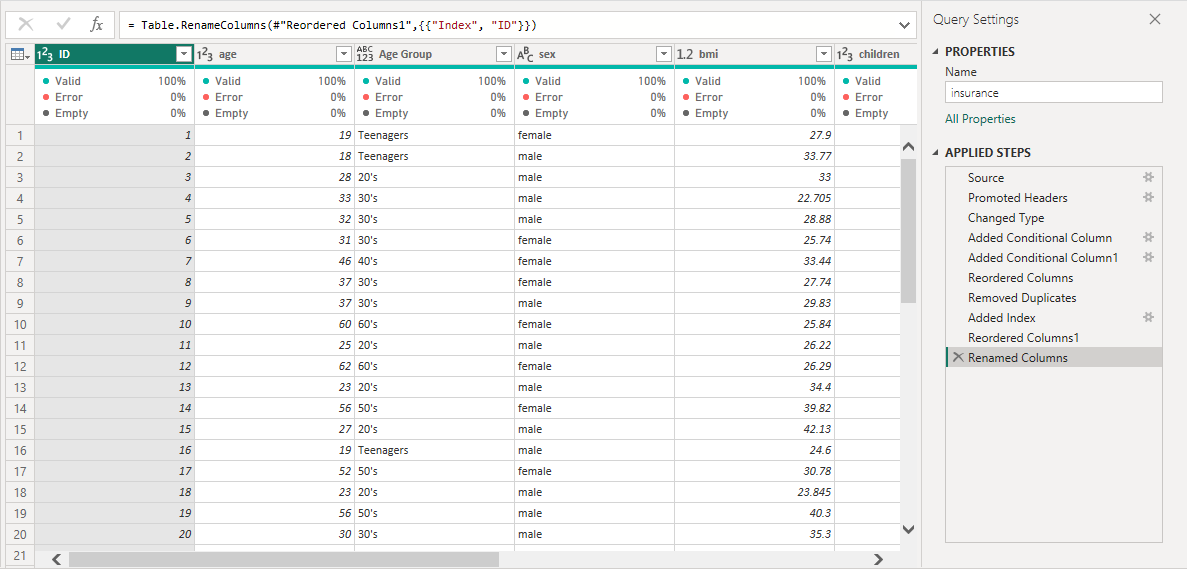 fx = Table.RenameColumns(#"Reordered Columns1",{{"Index", "ID"}})
1²3 ID 1²3 age ABC 123 Age Group ABC sex 1.2 bmi 1²3 children
Valid 100% Valid 100% Valid 100% Valid 100% Valid 100% Valid
Error 0% Error 0% Error 0% Error 0% Error 0% Error
Empty 0% Empty 0% Empty 0% Empty 0% Empty 0% Empty
1 1 19 Teenagers female 27.9
2 2 18 Teenagers male 33.77
3 3 28 20's male 33
4 4 33 30's male 22.705
5 5 32 30's male 28.88
6 6 31 30's female 25.74
7 7 46 40's female 33.44
8 8 37 30's female 27.74
9 9 37 30's male 29.83
10 10 60 60's female 25.84
11 11 25 20's male 26.22
12 12 62 60's female 26.29
13 13 23 20's male 34.4
14 14 56 50's female 39.82
15 15 27 20's male 42.13
16 16 19 Teenagers male 24.6
17 17 52 50's female 30.78
18 18 23 20's male 23.845
19 19 56 50's male 40.3
20 20 30 30's male 35.3
21
Query Settings
PROPERTIES
Name
insurance
All Properties
APPLIED STEPS
Source
Promoted Headers
Changed Type
Added Conditional Column
Added Conditional Column1
Reordered Columns
Removed Duplicates
Added Index
Reordered Columns1
Renamed Columns